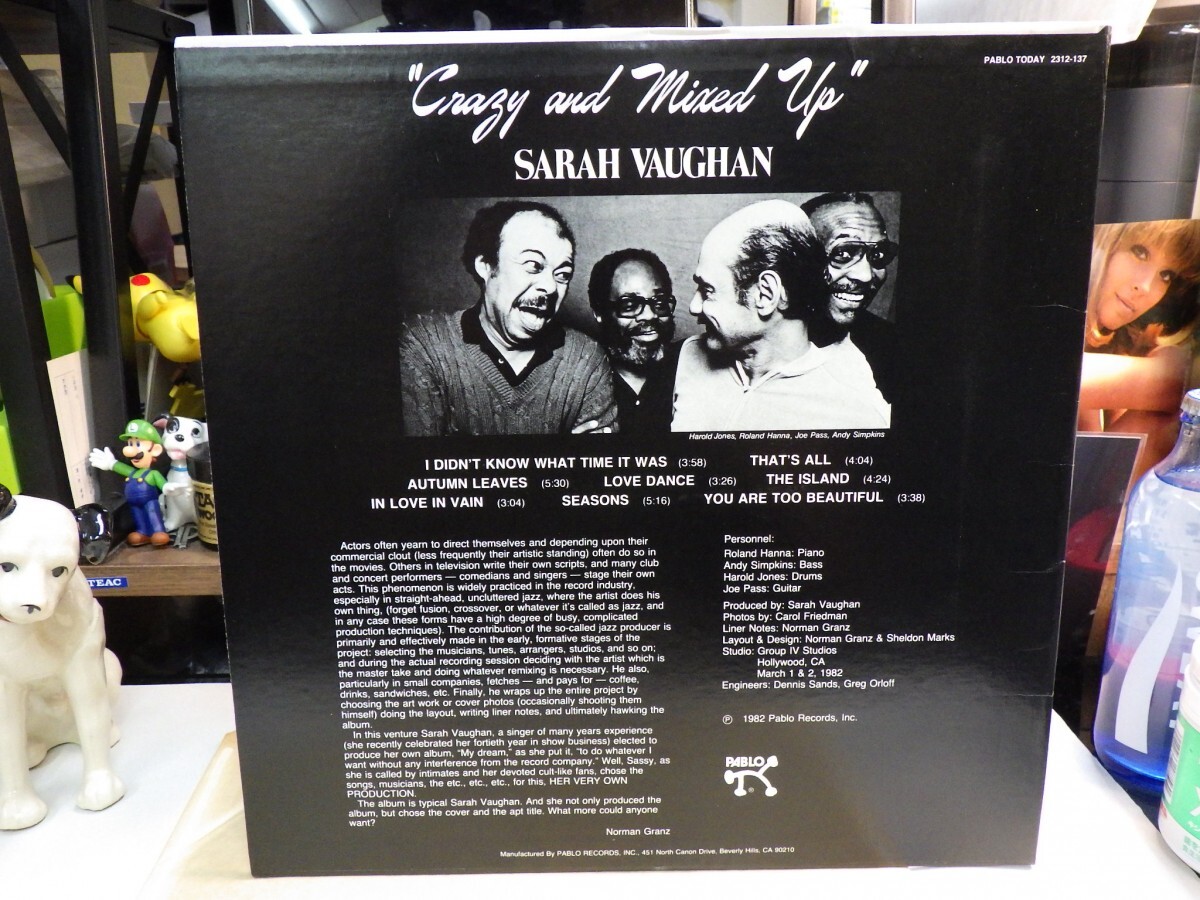 PABLO TODAY 2312-137
"Crazy and Mixed Up"
SARAH VAUGHAN
Harold Jones, Roland Hanna, Joe Pass, Andy Simpkins
I DIDN'T KNOW WHAT TIME IT WAS (3:58) THAT'S ALL (4:04)
AUTUMN LEAVES (5:30) LOVE DANCE (3:26) THE ISLAND (4:24)
IN LOVE IN VAIN (3:04) SEASONS (5:16) YOU ARE TOO BEAUTIFUL (3:38)
Actors often yearn to direct themselves and depending upon their
commercial clout (less frequently their artistic standing) often do so in
the movies. Others in television write their own scripts, and many club
and concert performers — comedians and singers — stage their own
acts. This phenomenon is widely practiced in the record industry,
especially in straight-ahead, uncluttered jazz, where the artist does his
own thing, (forget fusion, crossover, or whatever it's called as jazz, and
in any case these forms have a high degree of busy, complicated
production techniques). The contribution of the so-called jazz producer is
primarily and effectively made in the early, formative stages of the
project: selecting the musicians, tunes, arrangers, studios, and so on;
and during the actual recording session deciding with the artist which is
the master take and doing whatever remixing is necessary. He also,
particularly in small companies, fetches — and pays for — coffee,
drinks, sandwiches, etc. Finally, he wraps up the entire project by
choosing the art work or cover photos (occasionally shooting them
himself) doing the layout, writing liner notes, and ultimately hawking the
album.
In this venture Sarah Vaughan, a singer of many years experience
(she recently celebrated her fortieth year in show business) elected to
produce her own album, "My dream," as she put it, "to do whatever I
want without any interference from the record company." Well, Sassy, as
she is called by intimates and her devoted cult-like fans, chose the
songs, musicians, the etc., etc., etc., for this, HER VERY OWN
PRODUCTION.
The album is typical Sarah Vaughan. And she not only produced the
album, but chose the cover and the apt title. What more could anyone
want?
Norman Granz
Personnel:
Roland Hanna: Piano
Andy Simpkins: Bass
Harold Jones: Drums
Joe Pass: Guitar
Produced by: Sarah Vaughan
Photos by: Carol Friedman
Liner Notes: Norman Granz
Layout & Design: Norman Granz & Sheldon Marks
Studio: Group IV Studios
Hollywood, CA
March 1 & 2, 1982
Engineers: Dennis Sands, Greg Orloff
℗ 1982 Pablo Records, Inc.
PABLO
®
Manufactured By PABLO RECORDS, INC., 451 North Canon Drive, Beverly Hills, CA 90210
TEAC